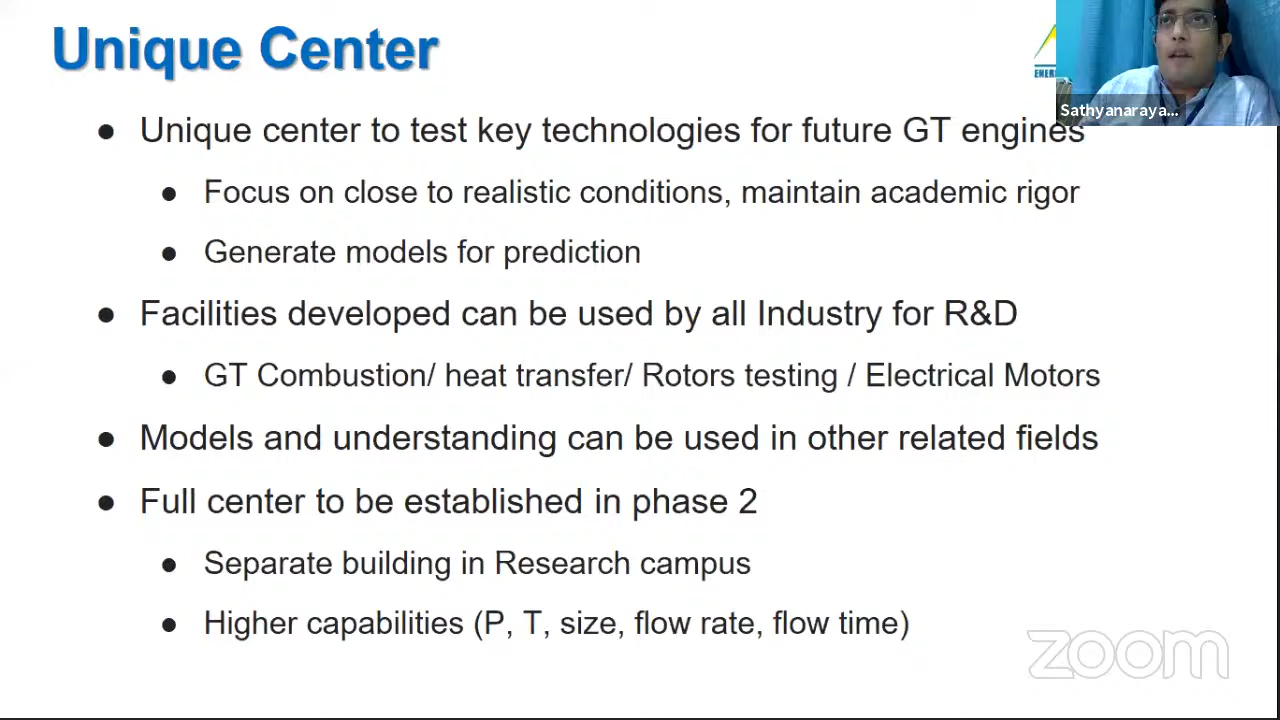 Unique Center
ENER
Sathyanaraya...
● Unique center to test key technologies for future GT engines
● Focus on close to realistic conditions, maintain academic rigor
● Generate models for prediction
● Facilities developed can be used by all Industry for R&D
● GT Combustion/ heat transfer/ Rotors testing / Electrical Motors
● Models and understanding can be used in other related fields
● Full center to be established in phase 2
● Separate building in Research campus
● Higher capabilities (P, T, size, flow rate, flow time)
zoom